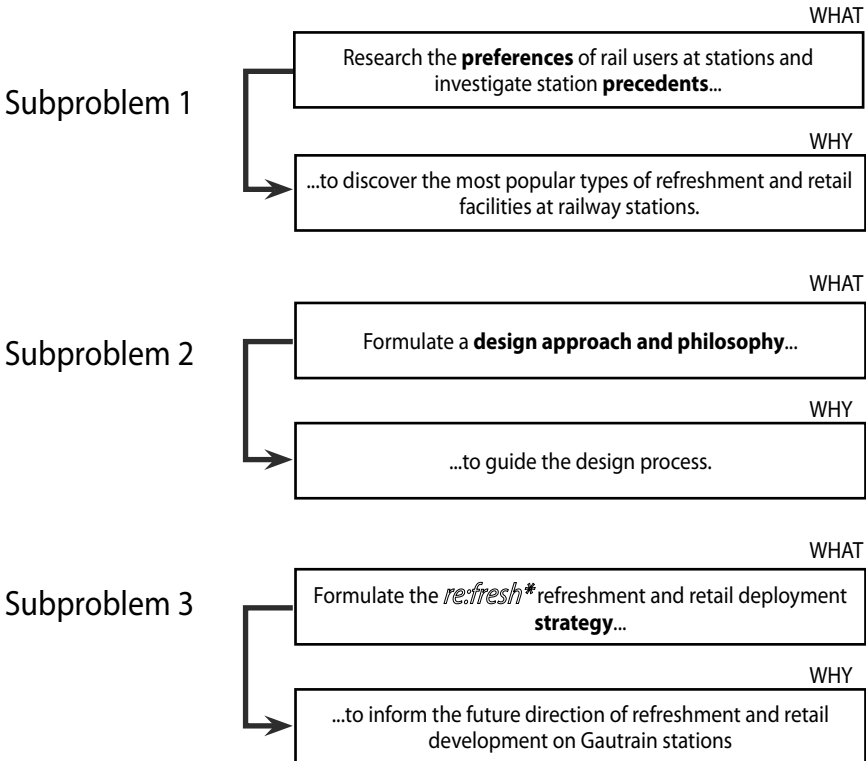 WHAT
Subproblem 1
Research the preferences of rail users at stations and
investigate station precedents...
WHY
...to discover the most popular types of refreshment and retail
facilities at railway stations.
WHAT
Subproblem 2
Formulate a design approach and philosophy...
WHY
...to guide the design process.
WHAT
Subproblem 3
Formulate the re:fresh* refreshment and retail deployment
strategy...
WHY
...to inform the future direction of refreshment and retail
development on Gautrain stations